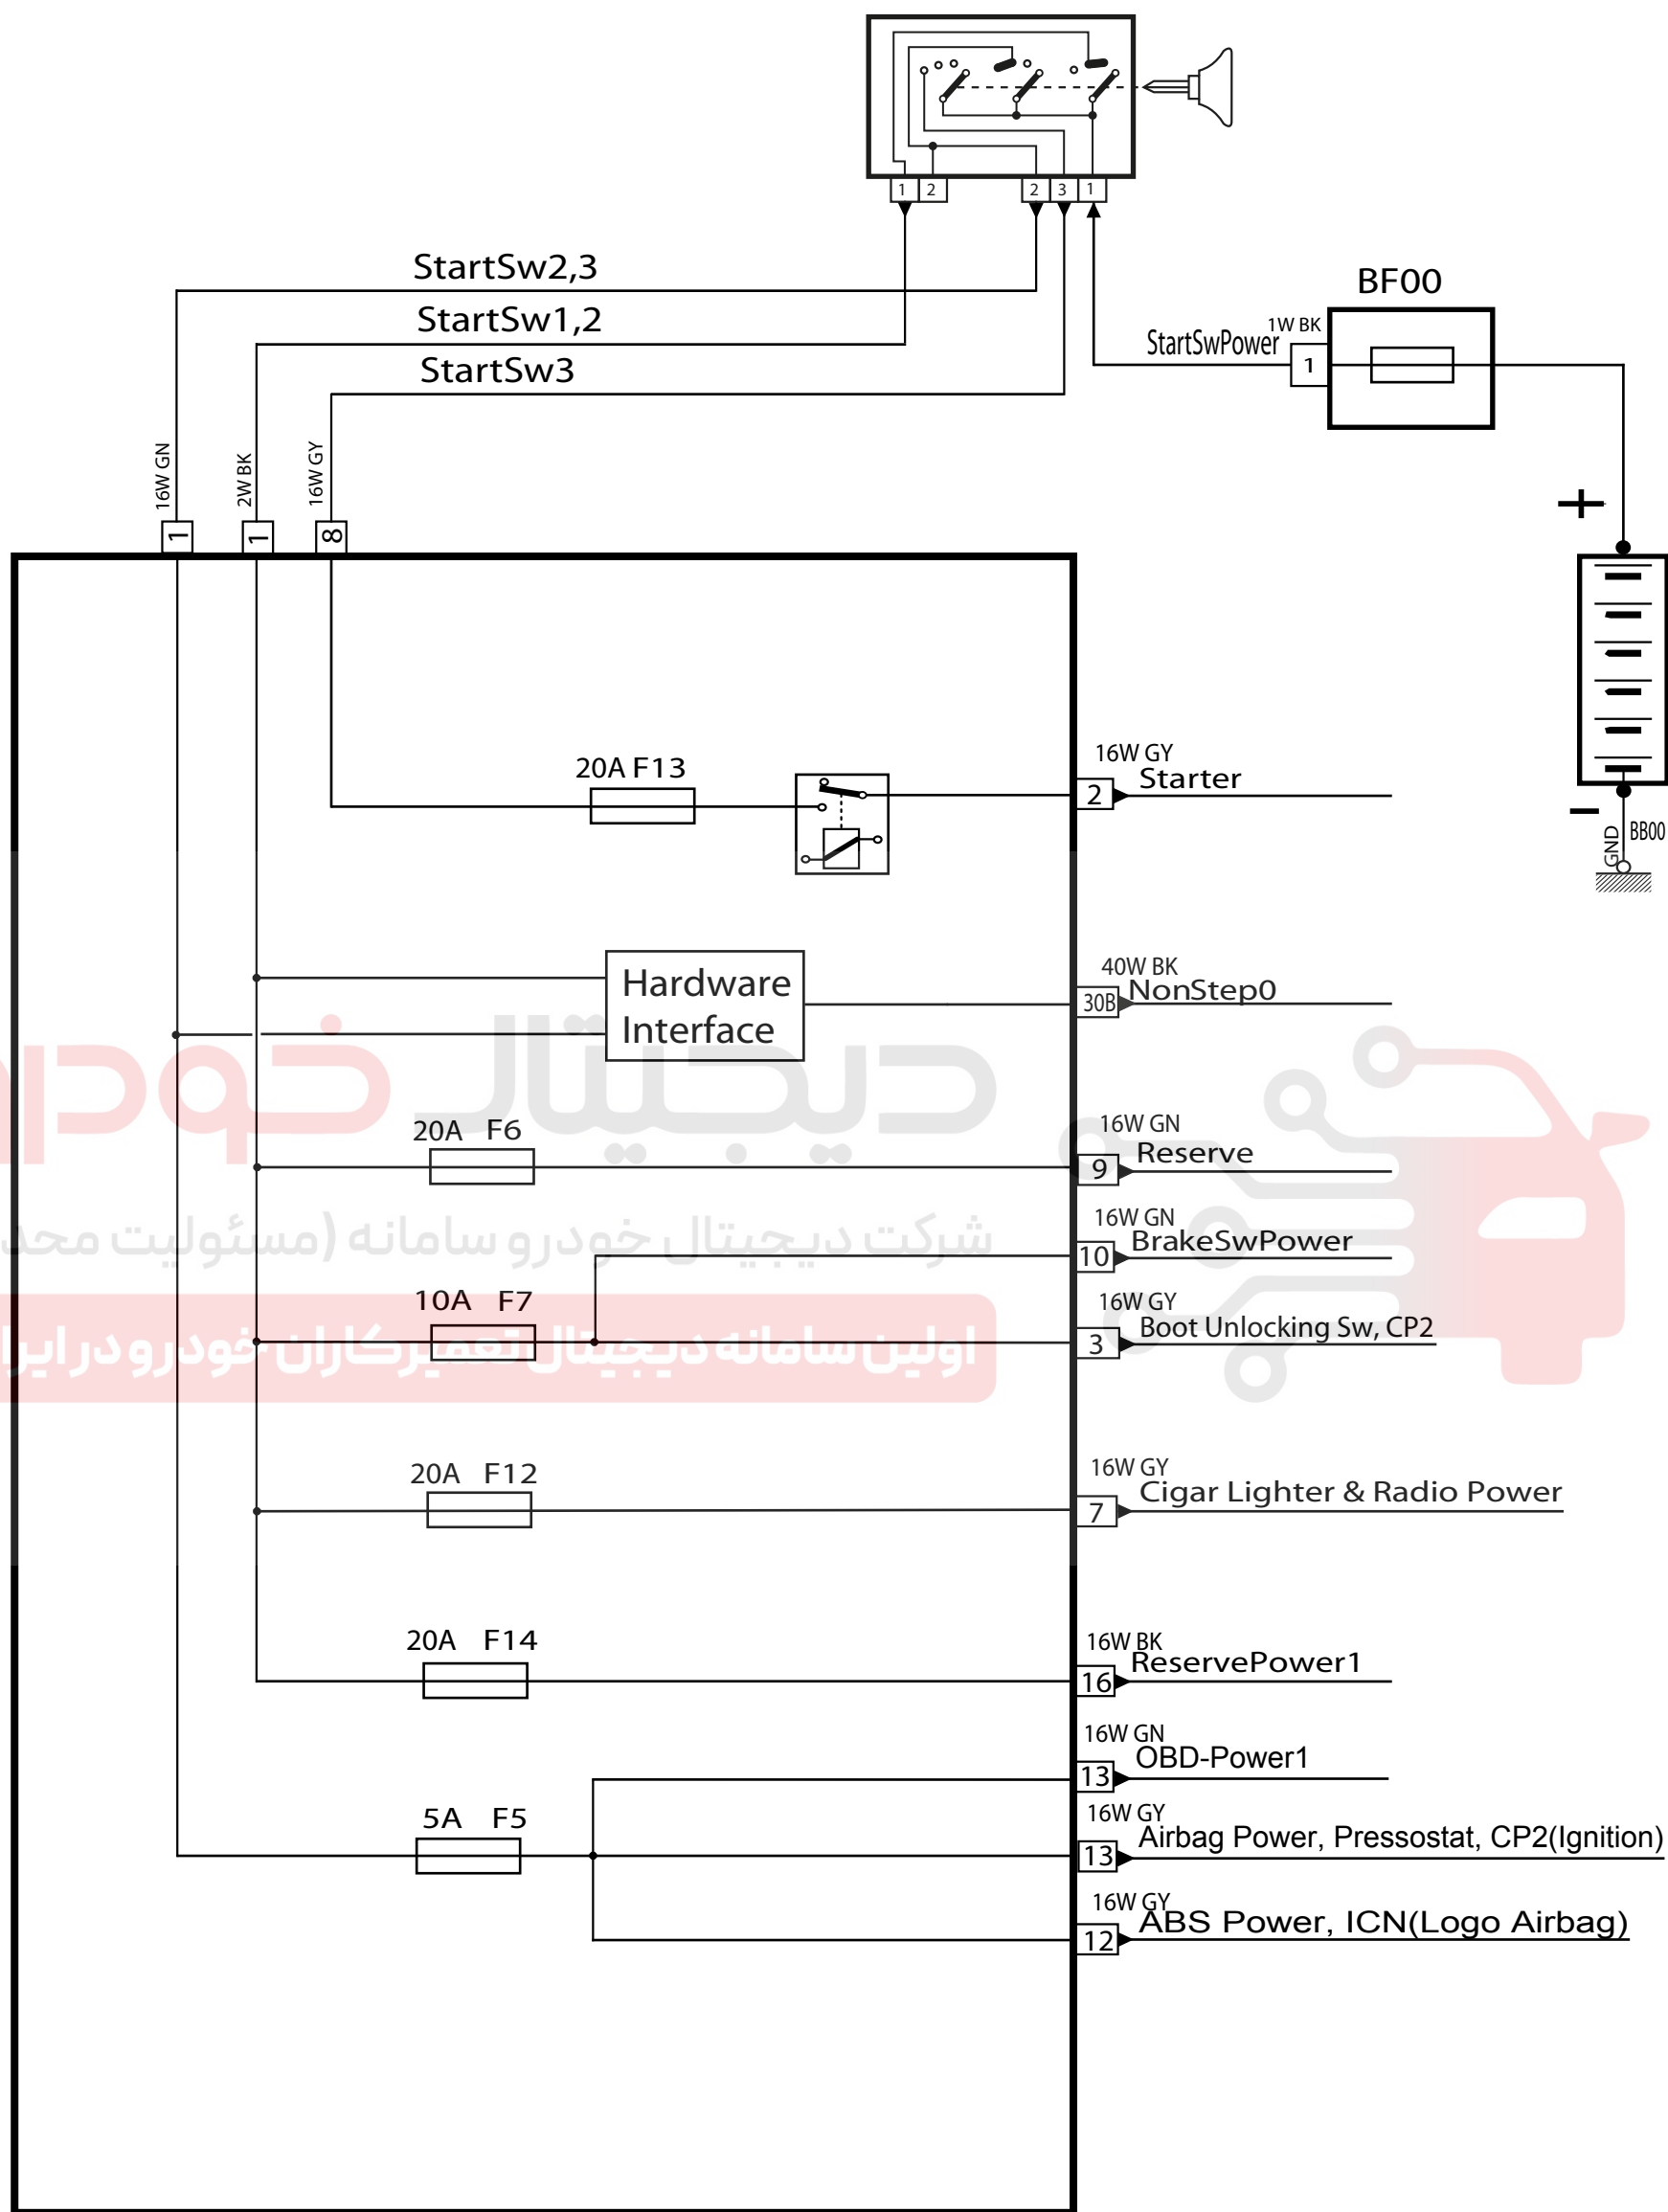 1
2
2
3
1
StartSw2,3
StartSw1,2
StartSw3
StartSwPower
1W BK
1
BF00
16W GN
2W BK
16W GY
1
1
8
20A F13
16W GY
2
Starter
GND
BB00
Hardware
Interface
40W BK
30B
NonStep0
دیجیتال خودرو
20A F6
16W GN
9
Reserve
شرکت دیجیتال خودرو سامانه (مسئولیت
16W GN
10
BrakeSwPower
10A F7
16W GY
3
Boot Unlocking Sw, CP2
اولین سامانه دیجیتال تعمیرکاران خودرو در
20A F12
16W GY
7
Cigar Lighter & Radio Power
20A F14
16W BK
16
ReservePower1
16W GN
13
OBD-Power1
5A F5
16W GY
13
Airbag Power, Pressostat, CP2(Ignition)
16W GY
12
ABS Power, ICN(Logo Airbag)